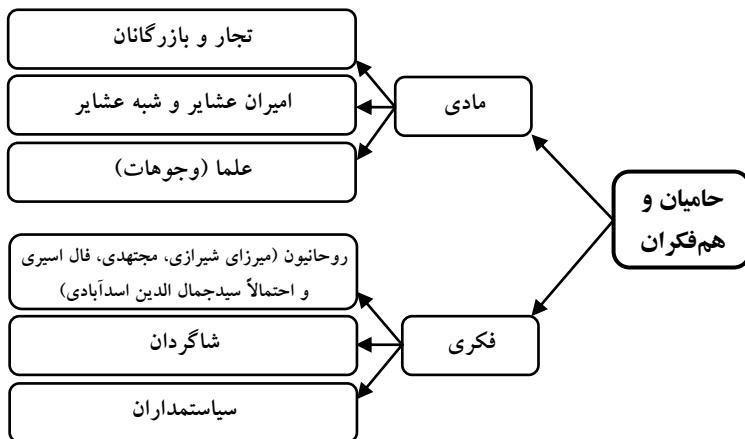 حامیان و
هم‌فکران
مادی
تجار و بازرگانان
امیران عشایر و شبه عشایر
علما (وجوهات)
فکری
روحانیون (میرزای شیرازی، مجتهدی، فال اسیری
و احتمالاً سیدجمال الدین اسدآبادی)
شاگردان
سیاستمداران